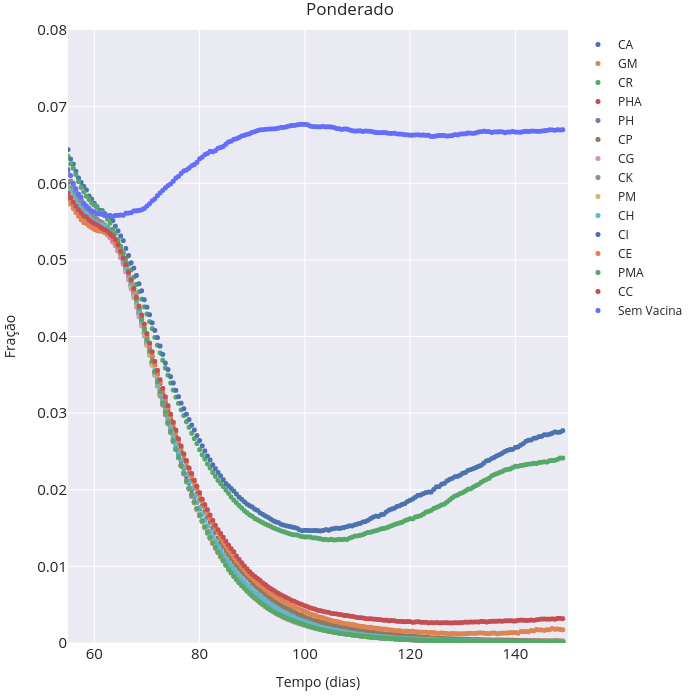 Ponderado
0.08
0.07
0.06
0.05
0.04
0.03
0.02
0.01
0
60 80 100 120 140
Tempo (dias)
Fração
CA
GM
CR
PHA
PH
CP
CG
CK
PM
CH
CI
CE
PMA
CC
Sem Vacina